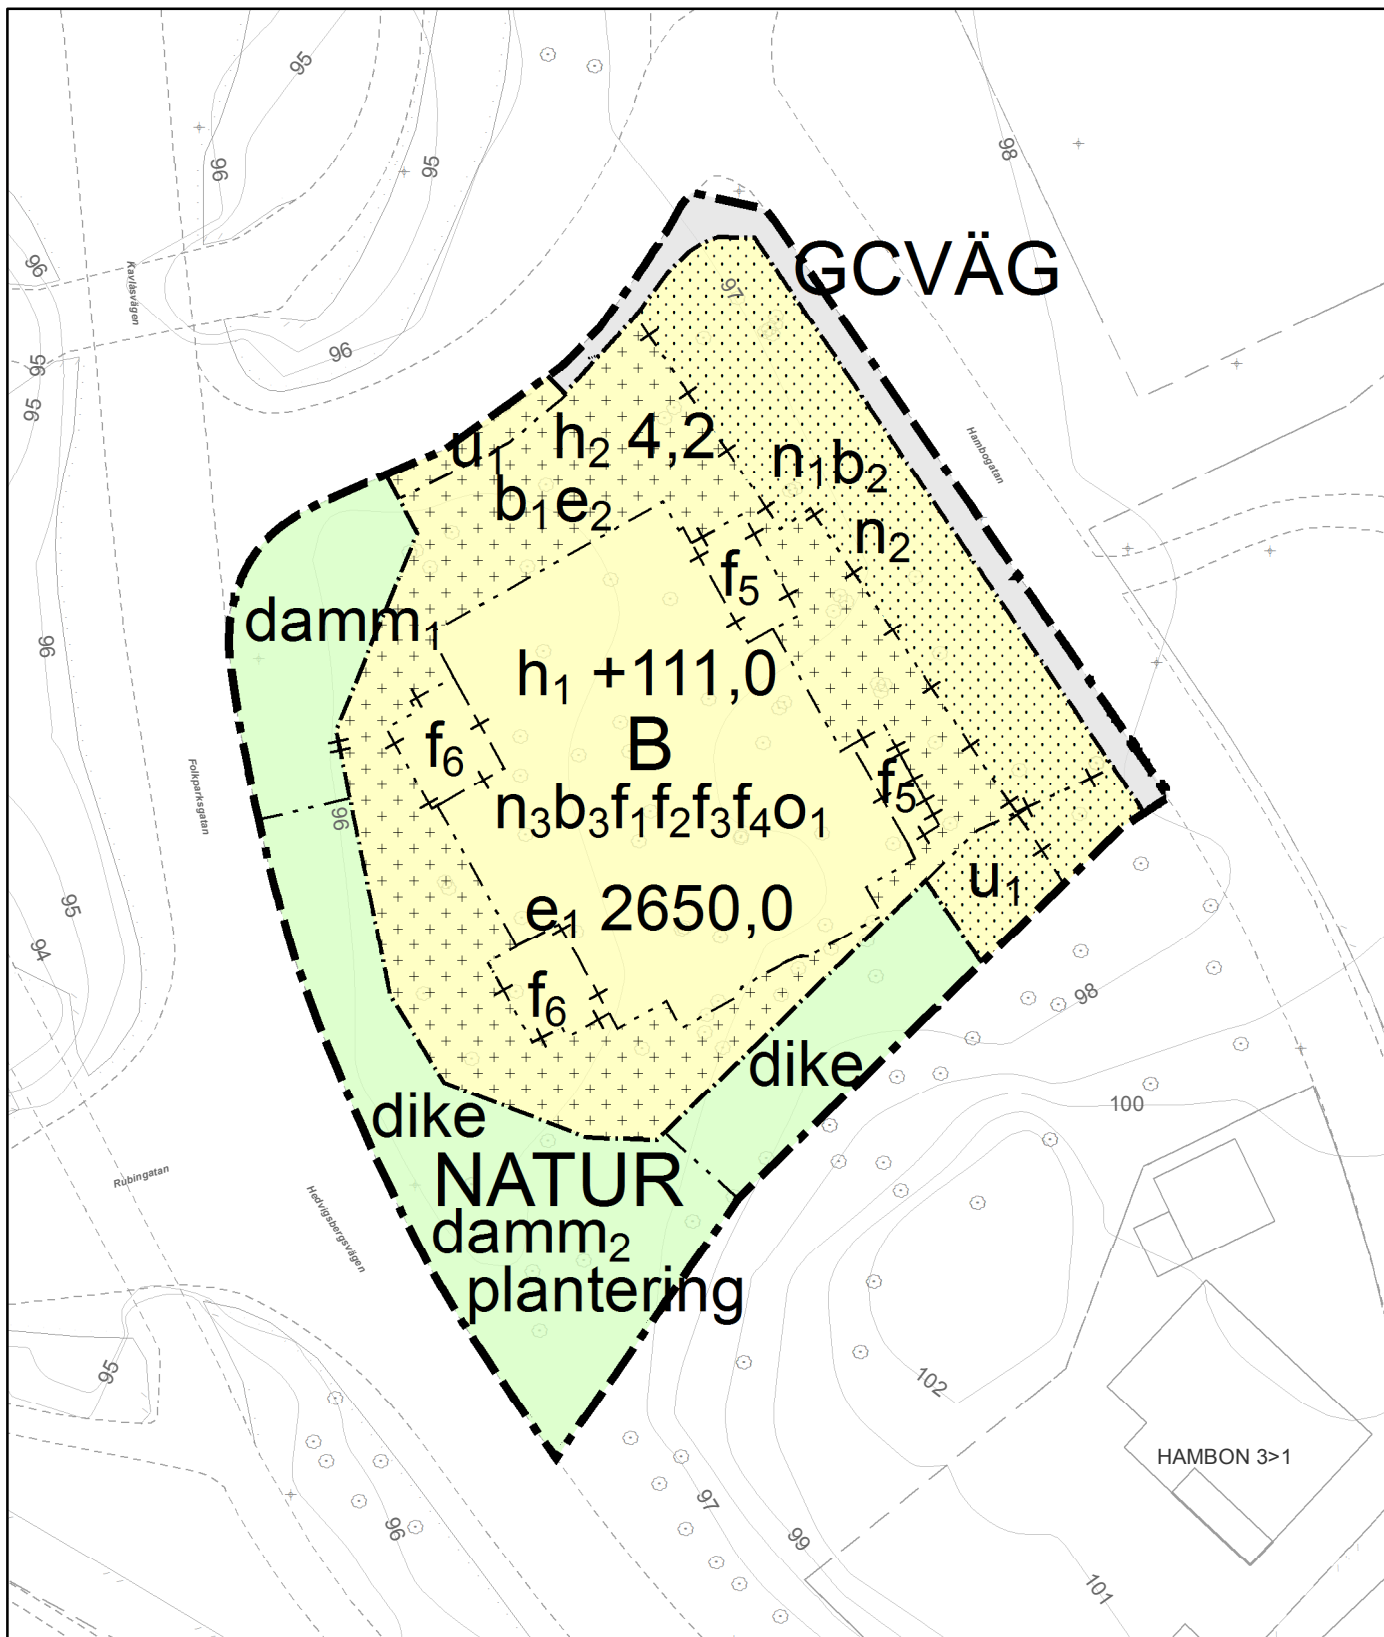 95
98
96
95
96
Kavlåsvägen
GCVÄG
97
96
95
95
h₂ 4,2
u₁
n₁b₂
Hambogatan
b₁e₂
n₂
f₅
damm₁
96
h₁ +111,0
B
f₆
f₅
Folkparksgatan
n₃b₃f₁f₂f₃f₄o₁
96
u₁
95
e₁ 2650,0
94
f₆
98
dike
100
dike
Rubingatan
NATUR
Hedvigsbergsvägen
damm₂
plantering
95
102
HAMBON 3>1
97
96
99
101